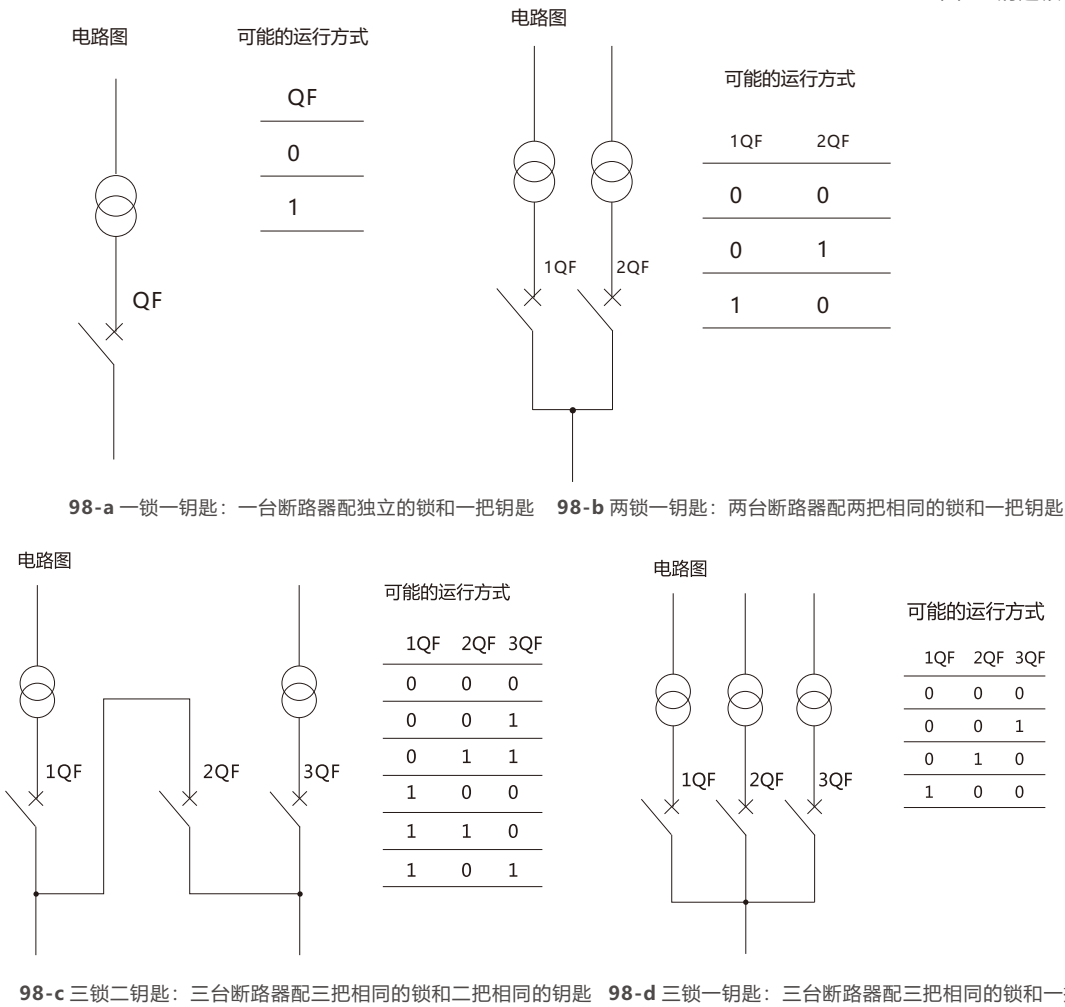 电路图
可能的运行方式
QF
0
1
QF
电路图
可能的运行方式
1QF 2QF
0 0
0 1
1 0
1QF 2QF
98-a 一锁一钥匙：一台断路器配独立的锁和一把钥匙
98-b 两锁一钥匙：两台断路器配两把相同的锁和一把钥匙
电路图
可能的运行方式
1QF 2QF 3QF
0 0 0
0 0 1
0 1 1
1 0 0
1 1 0
1 0 1
1QF 2QF 3QF
电路图
可能的运行方式
1QF 2QF 3QF
0 0 0
0 0 1
0 1 0
1 0 0
1QF 2QF 3QF
98-c 三锁二钥匙：三台断路器配三把相同的锁和二把相同的钥匙
98-d 三锁一钥匙：三台断路器配三把相同的锁和一